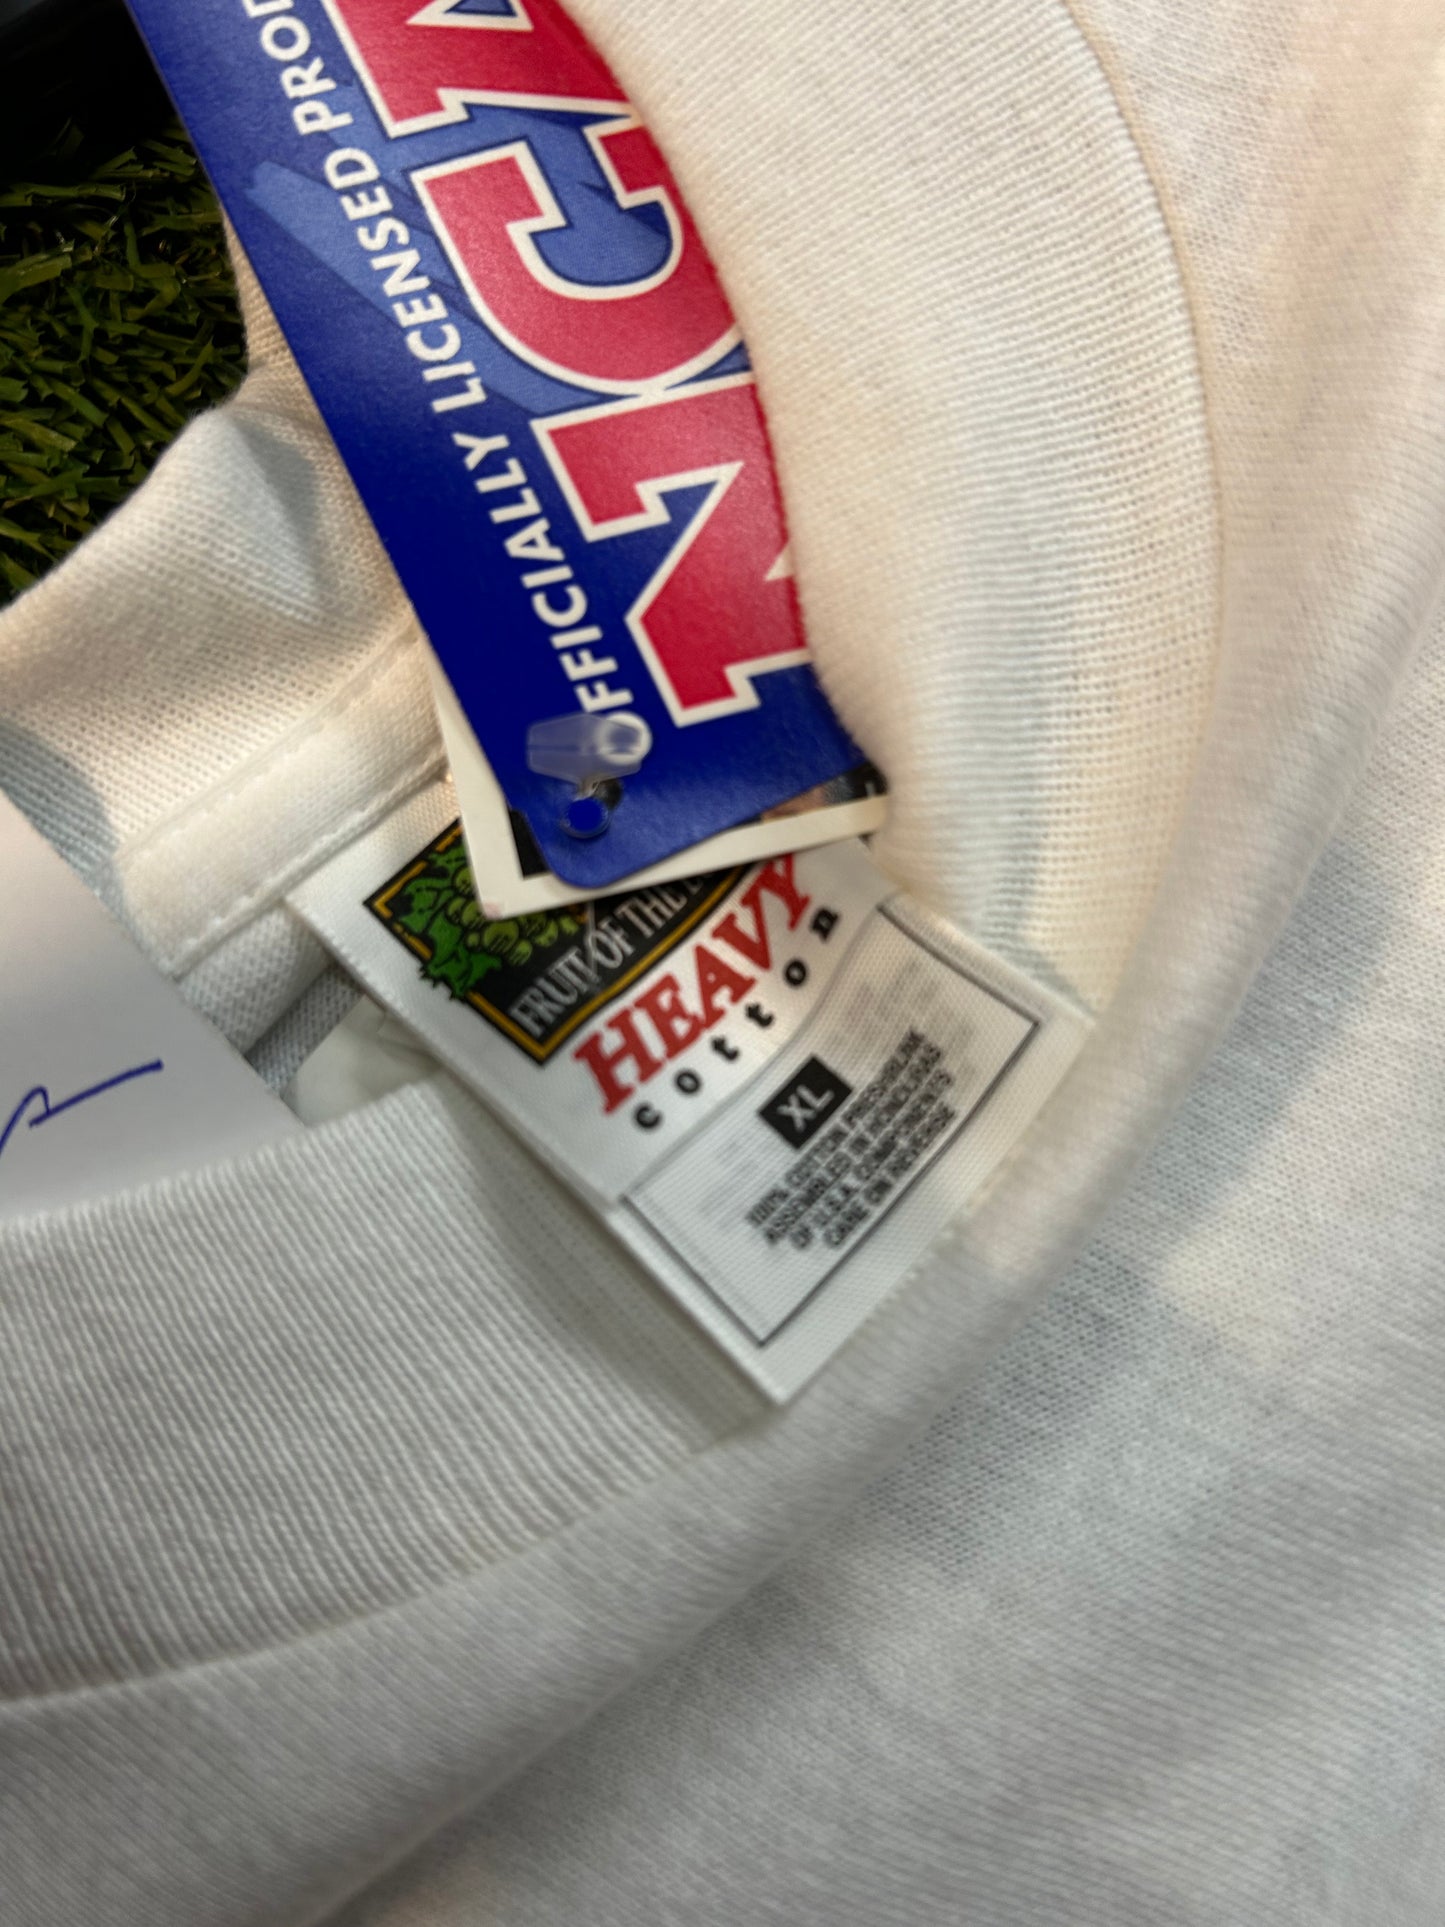 OFFICIALLY LICENSED PROD
FRUIT OF THE
HEAVY
cotton
XL
100% COTTON PRESHRUNK
ASSEMBLED IN HONDURAS
OF U.S.A. COMPONENTS
CARE ON REVERSE